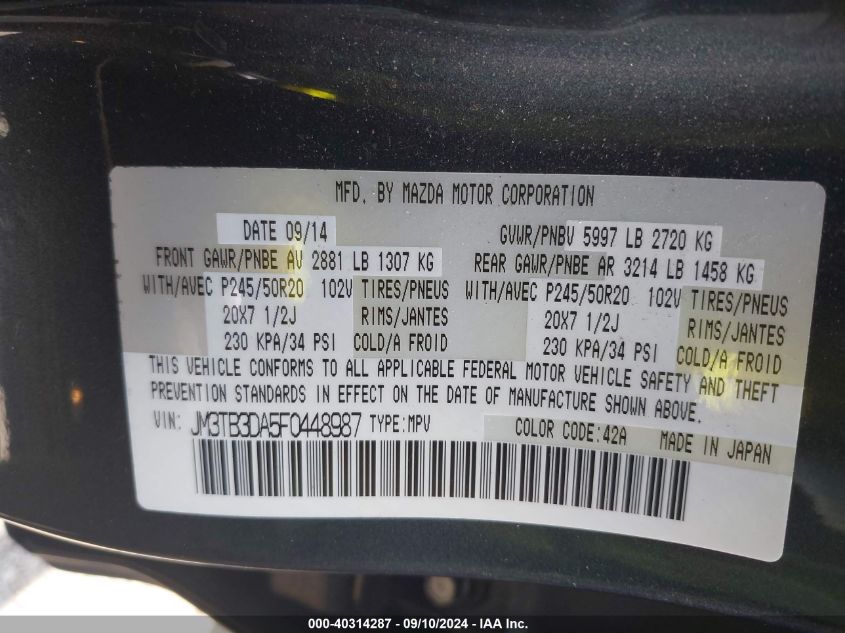 MFD. BY MAZDA MOTOR CORPORATION
DATE 09/14 GVWR/PNBV 5997 LB 2720 KG
FRONT GAWR/PNBE AV 2881 LB 1307 KG REAR GAWR/PNBE AR 3214 LB 1458 KG
WITH/AVEC P245/50R20 102V TIRES/PNEUS WITH/AVEC P245/50R20 102V TIRES/PNEUS
20X7 1/2J RIMS/JANTES 20X7 1/2J RIMS/JANTES
230 KPA/34 PSI COLD/A FROID 230 KPA/34 PSI COLD/A FROID
THIS VEHICLE CONFORMS TO ALL APPLICABLE FEDERAL MOTOR VEHICLE SAFETY AND THEFT
PREVENTION STANDARDS IN EFFECT ON THE DATE OF MANUFACTURE SHOWN ABOVE.
VIN: JM3TB3DA5F0448987 TYPE:MPV COLOR CODE:42A MADE IN JAPAN
000-40314287 - 09/10/2024 - IAA Inc.